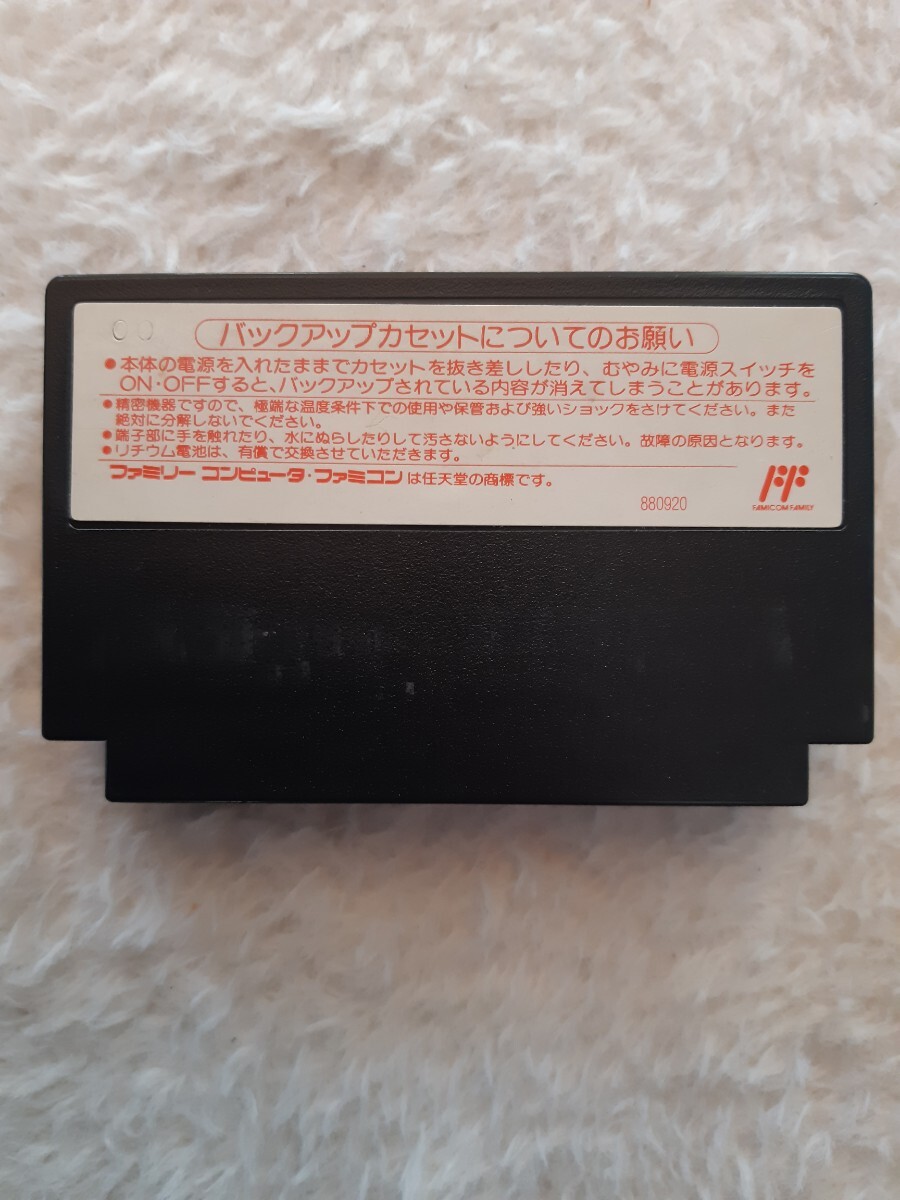 00
バックアップカセットについてのお願い
●本体の電源を入れたままでカセットを抜き差ししたり、むやみに電源スイッチを
ON・OFFすると、バックアップされている内容が消えてしまうことがあります。
●精密機器ですので、極端な温度条件下での使用や保管および強いショックをさけてください。また
絶対に分解しないでください。
●端子部に手を触れたり、水にぬらしたりして汚さないようにしてください。故障の原因となります。
●リチウム電池は、有償で交換させていただきます。
ファミリー コンピュータ・ファミコンは任天堂の商標です。
880920
FAMICOM FAMILY